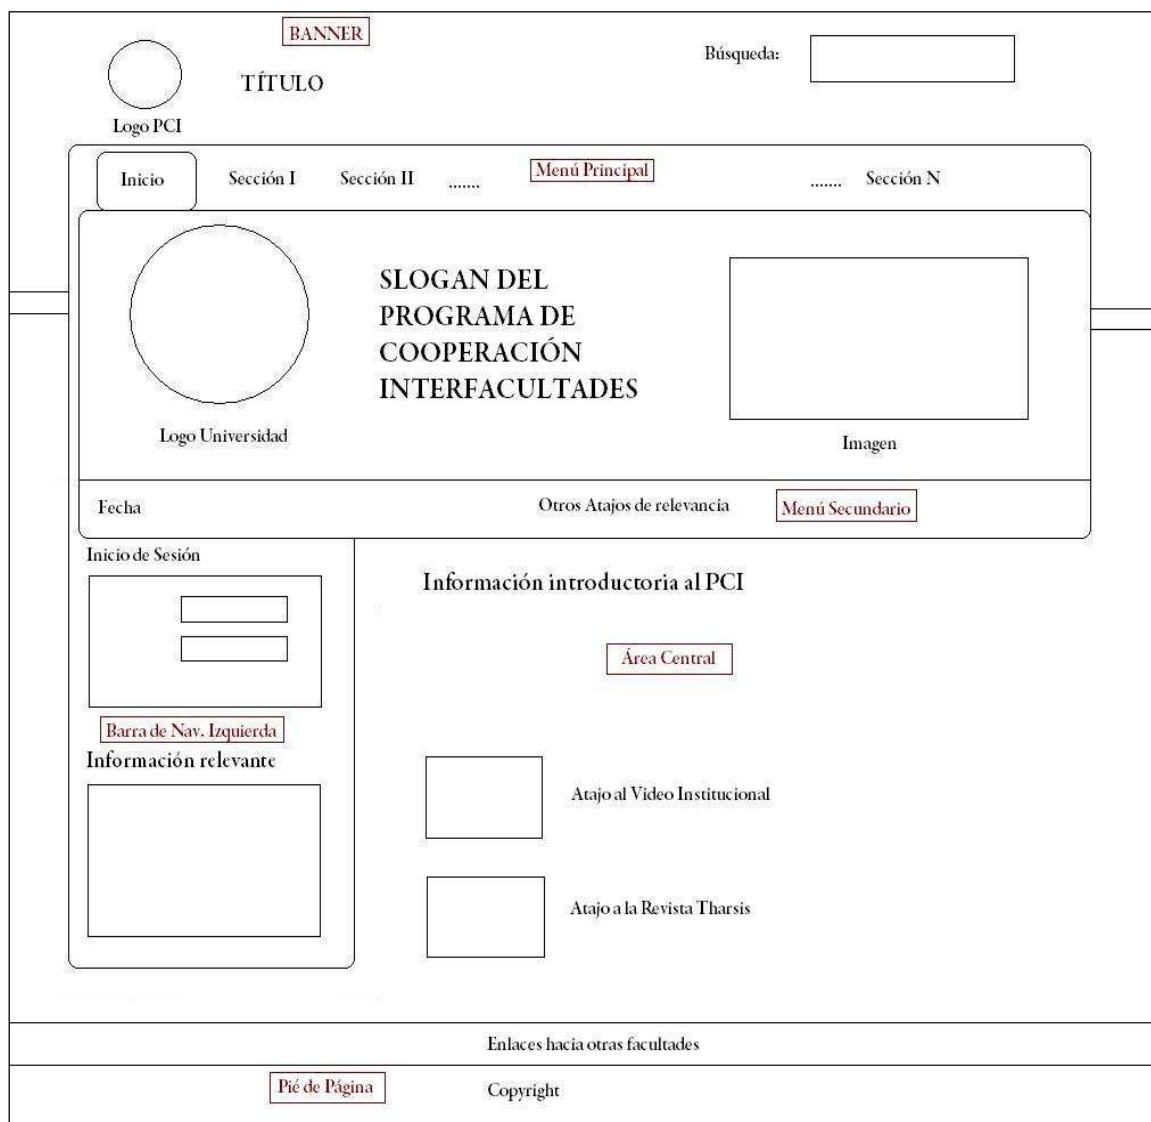 BANNER
Búsqueda:
TÍTULO
Logo PCI
Inicio
Sección I
Sección II
.......
Menú Principal
.......
Sección N
SLOGAN DEL
PROGRAMA DE
COOPERACIÓN
INTERFACULTADES
Logo Universidad
Imagen
Fecha
Otros Atajos de relevancia
Menú Secundario
Inicio de Sesión
Información introductoria al PCI
Área Central
Barra de Nav. Izquierda
Información relevante
Atajo al Video Institucional
Atajo a la Revista Tharsis
Enlaces hacia otras facultades
Pié de Página
Copyright